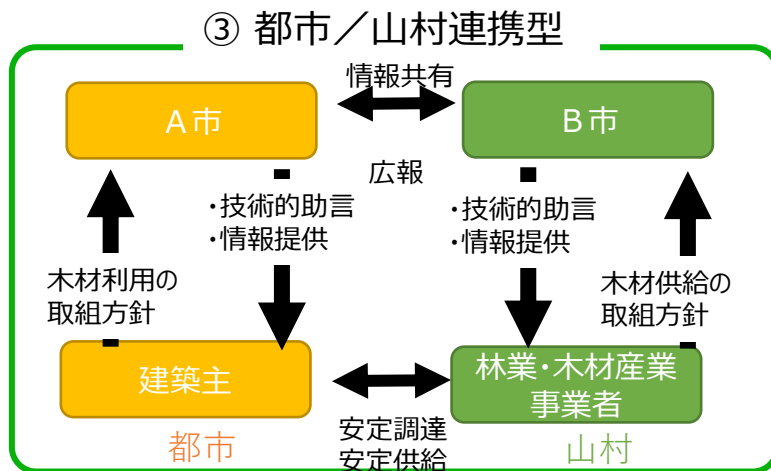 ③ 都市／山村連携型
情報共有
A市
B市
広報
・技術的助言
・情報提供
・技術的助言
・情報提供
木材利用の
取組方針
木材供給の
取組方針
建築主
林業・木材産業
事業者
安定調達
安定供給
都市
山村